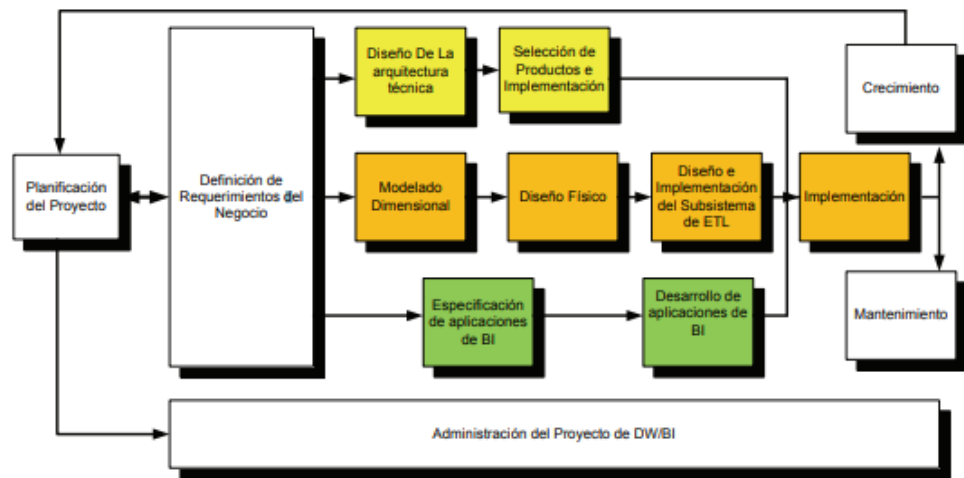 Diseño De La
arquitectura
técnica
Selección de
Productos e
Implementación
Crecimiento
Planificación
del Proyecto
Definición de
Requerimientos del
Negocio
Modelado
Dimensional
Diseño Físico
Diseño e
Implementación
del Subsistema
de ETL
Implementación
Especificación
de aplicaciones
de BI
Desarrollo de
aplicaciones de
BI
Mantenimiento
Administración del Proyecto de DW/BI